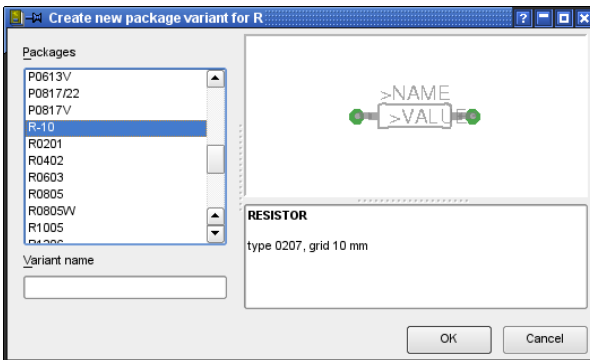 Create new package variant for R
Packages
P0613V
P0817/22
P0817V
R-10
R0201
R0402
R0603
R0805
R0805W
R1005
R1206
Variant name
>NAME
>VALUE
RESISTOR
type 0207, grid 10 mm
OK
Cancel